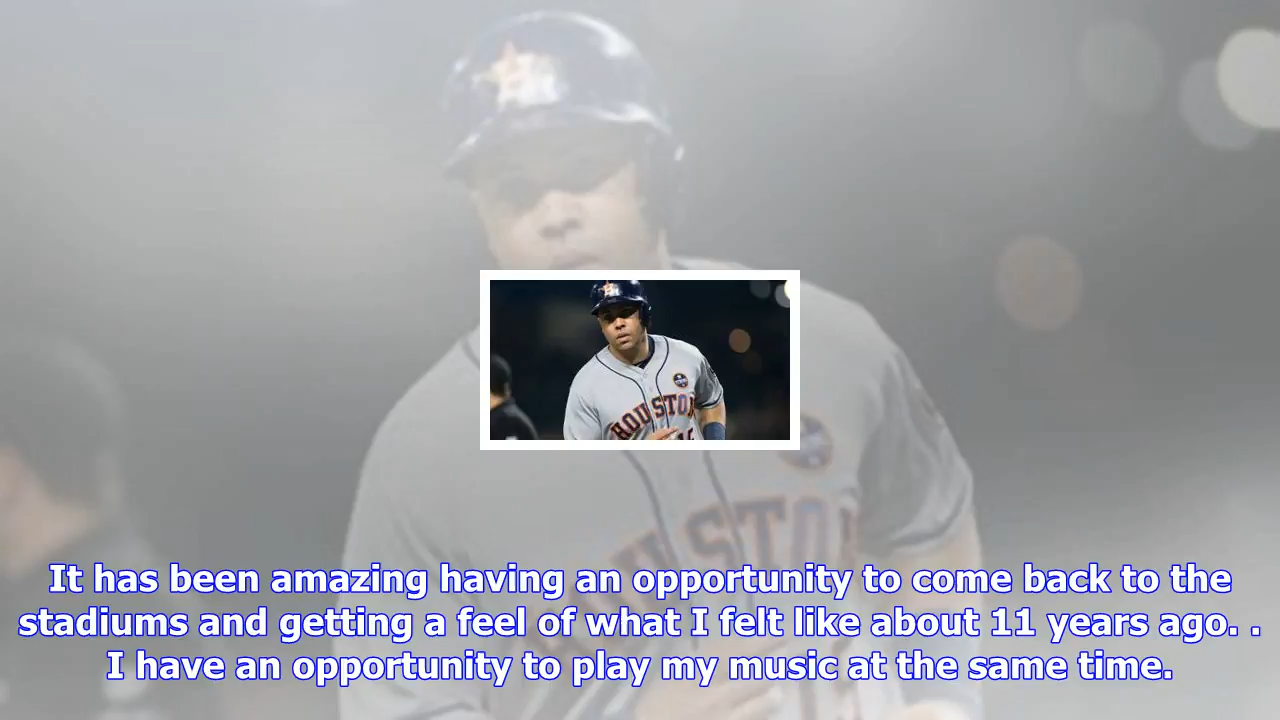 HOUSTON
It has been amazing having an opportunity to come back to the
stadiums and getting a feel of what I felt like about 11 years ago. .
I have an opportunity to play my music at the same time.